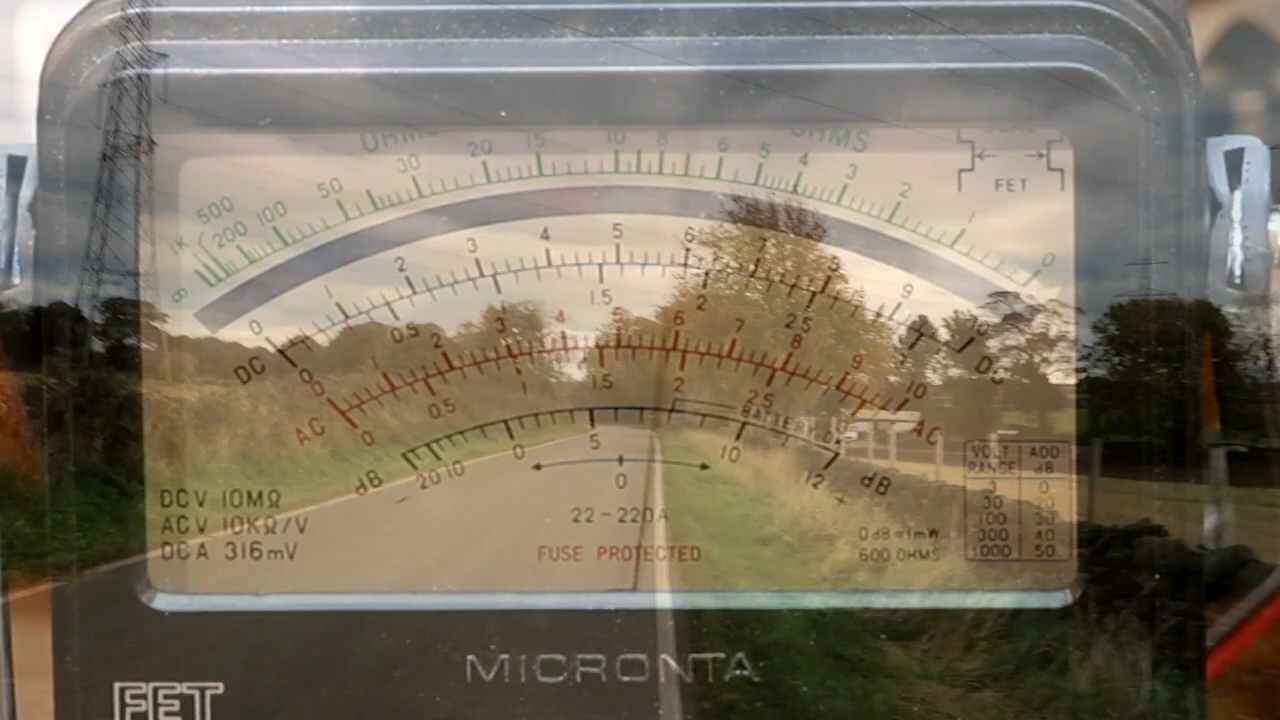 OHMS OHMS
1K 500 200 100 50 30 20 15 10 8 6 5 4 3 2 1 0
∞
FET
DC 0 1 2 3 4 5 6 7 8 9 10 DC
0 0.5 1.5 2 2.5
0 1 2 3 4 5 6 7 8 9 10
AC 0 0.5 1 1.5 2 2.5 AC
BATTERY
dB 20 10 0 5 10 12 + dB
0
DCV 10MΩ
ACV 10KΩ/V
DCA 316mV
22-220A
FUSE PROTECTED
0dB=1mW
600 OHMS
VOLT RANGE ADD dB
3 0
30 20
100 30
300 40
1000 50
MICRONTA
FET